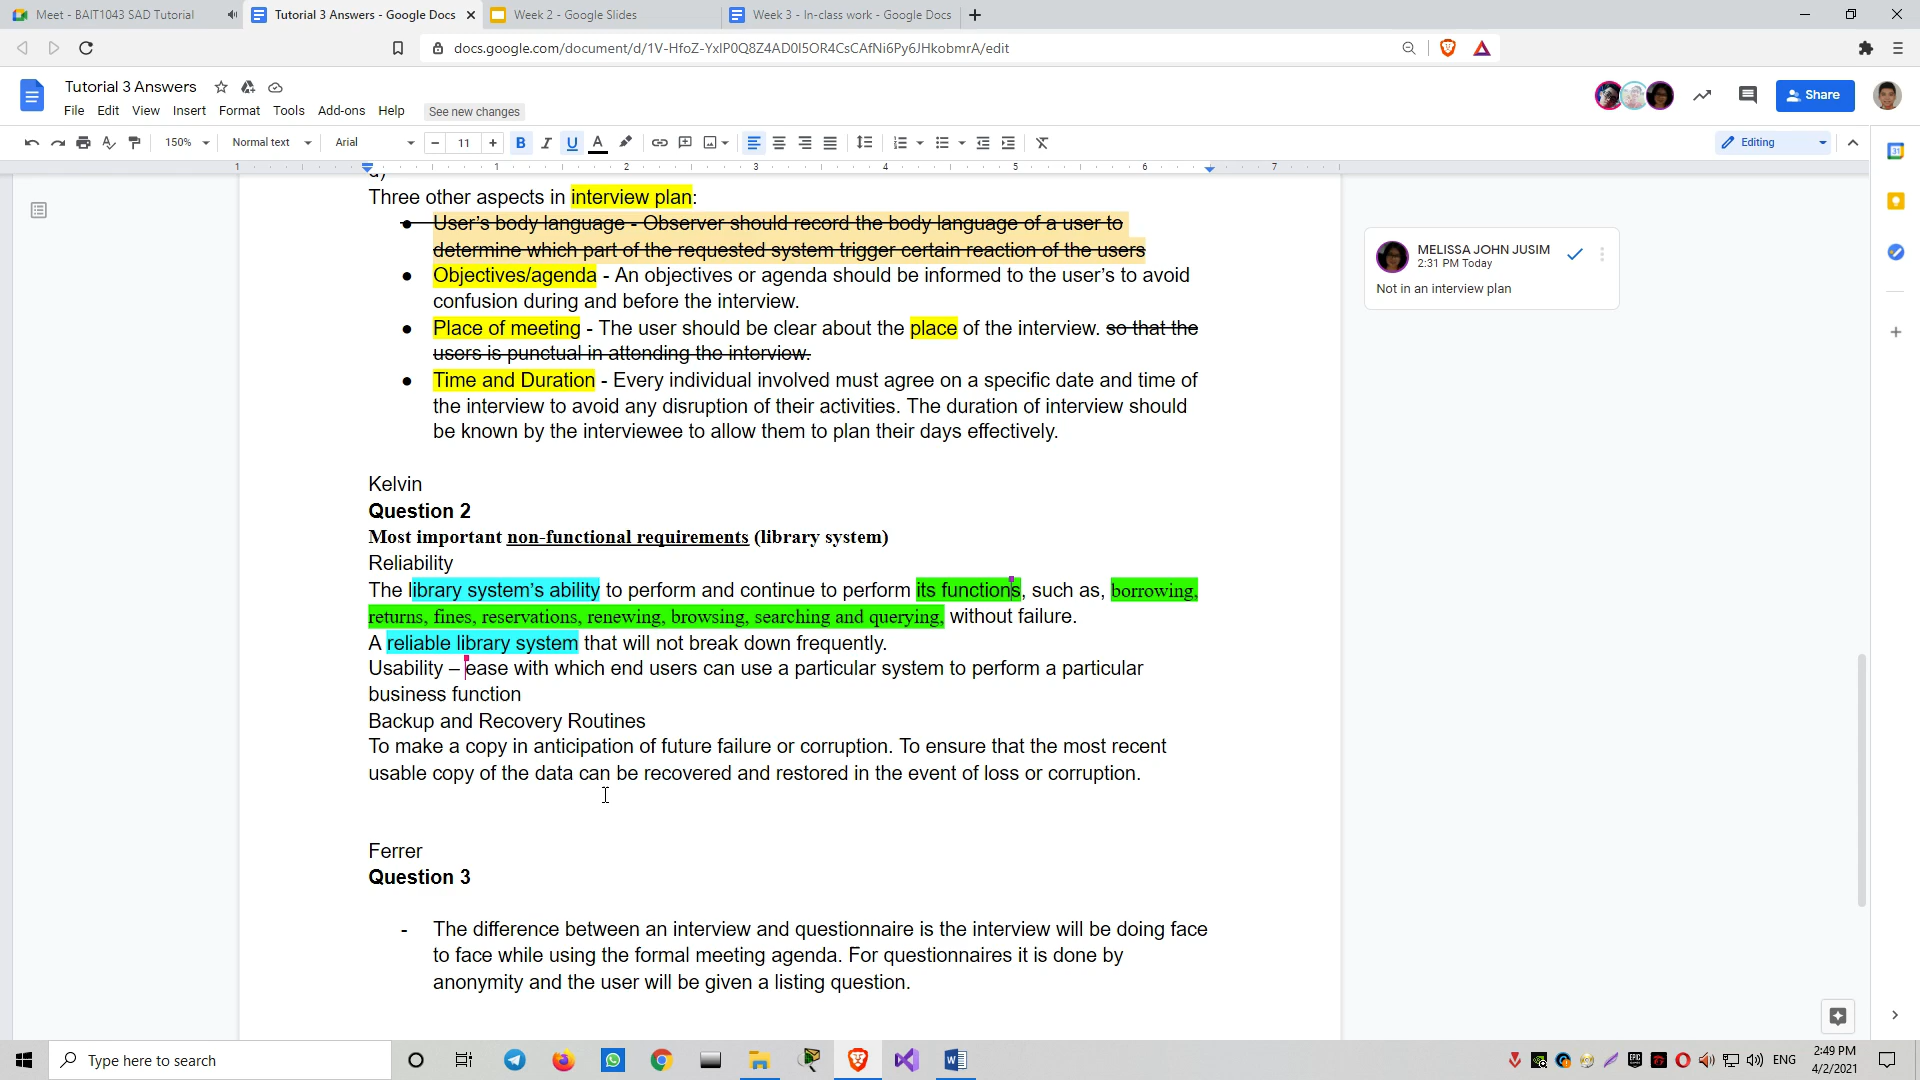 Meet - BAIT1043 SAD Tutorial
Tutorial 3 Answers - Google Docs
Week 2 - Google Slides
Week 3 - In-class work - Google Docs
docs.google.com/document/d/1V-HfoZ-YxIP0Q8Z4AD0I5OR4CsCAfNi6Py6JHkobmrA/edit
Tutorial 3 Answers
File Edit View Insert Format Tools Add-ons Help See new changes
Share
150% Normal text Arial 11 Editing
1 1 2 3 4 5 6 7
Three other aspects in interview plan:
● User's body language - Observer should record the body language of a user to
determine which part of the requested system trigger certain reaction of the users
● Objectives/agenda - An objectives or agenda should be informed to the user's to avoid
confusion during and before the interview.
● Place of meeting - The user should be clear about the place of the interview. so that the
users is punctual in attending the interview.
● Time and Duration - Every individual involved must agree on a specific date and time of
the interview to avoid any disruption of their activities. The duration of interview should
be known by the interviewee to allow them to plan their days effectively.
MELISSA JOHN JUSIM
2:31 PM Today
Not in an interview plan
Kelvin
Question 2
Most important non-functional requirements (library system)
Reliability
The library system's ability to perform and continue to perform its functions, such as, borrowing,
returns, fines, reservations, renewing, browsing, searching and querying, without failure.
A reliable library system that will not break down frequently.
Usability – ease with which end users can use a particular system to perform a particular
business function
Backup and Recovery Routines
To make a copy in anticipation of future failure or corruption. To ensure that the most recent
usable copy of the data can be recovered and restored in the event of loss or corruption.
Ferrer
Question 3
- The difference between an interview and questionnaire is the interview will be doing face
to face while using the formal meeting agenda. For questionnaires it is done by
anonymity and the user will be given a listing question.
Type here to search
ENG
2:49 PM
4/2/2021